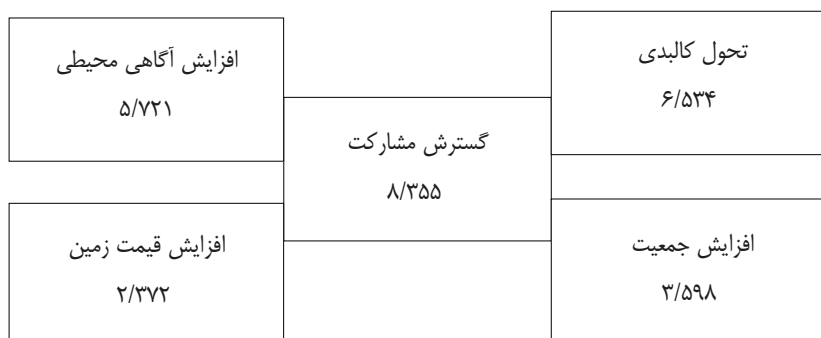 تحول کالبدی
۶/۵۳۴
افزایش آگاهی محیطی
۵/۷۲۱
گسترش مشارکت
۸/۳۵۵
افزایش جمعیت
۳/۵۹۸
افزایش قیمت زمین
۲/۳۷۲